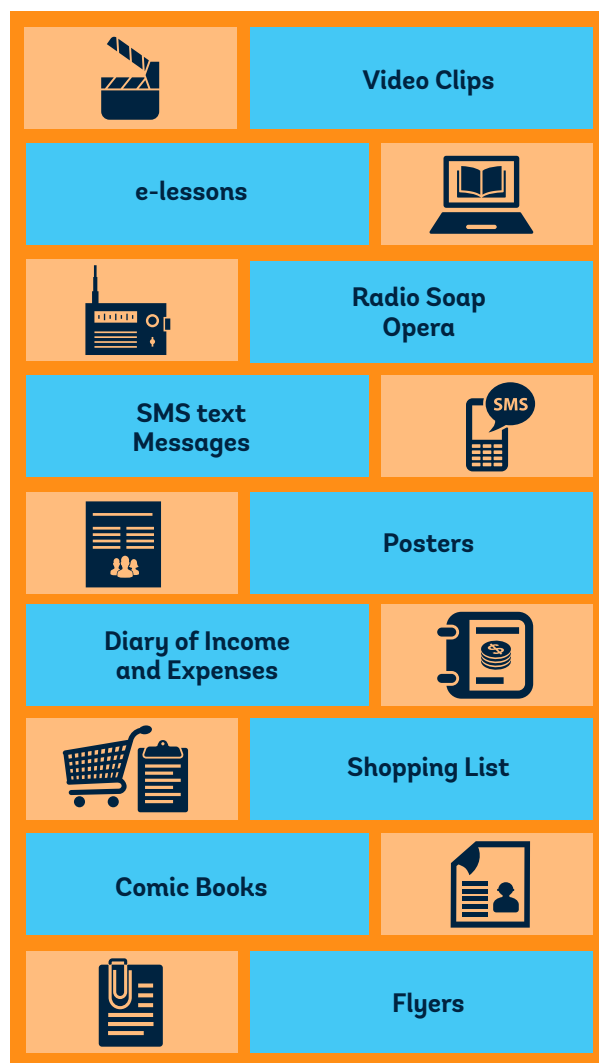 Video Clips
e-lessons
Radio Soap
Opera
SMS text
Messages
SMS
Posters
Diary of Income
and Expenses
$
Shopping List
Comic Books
Flyers